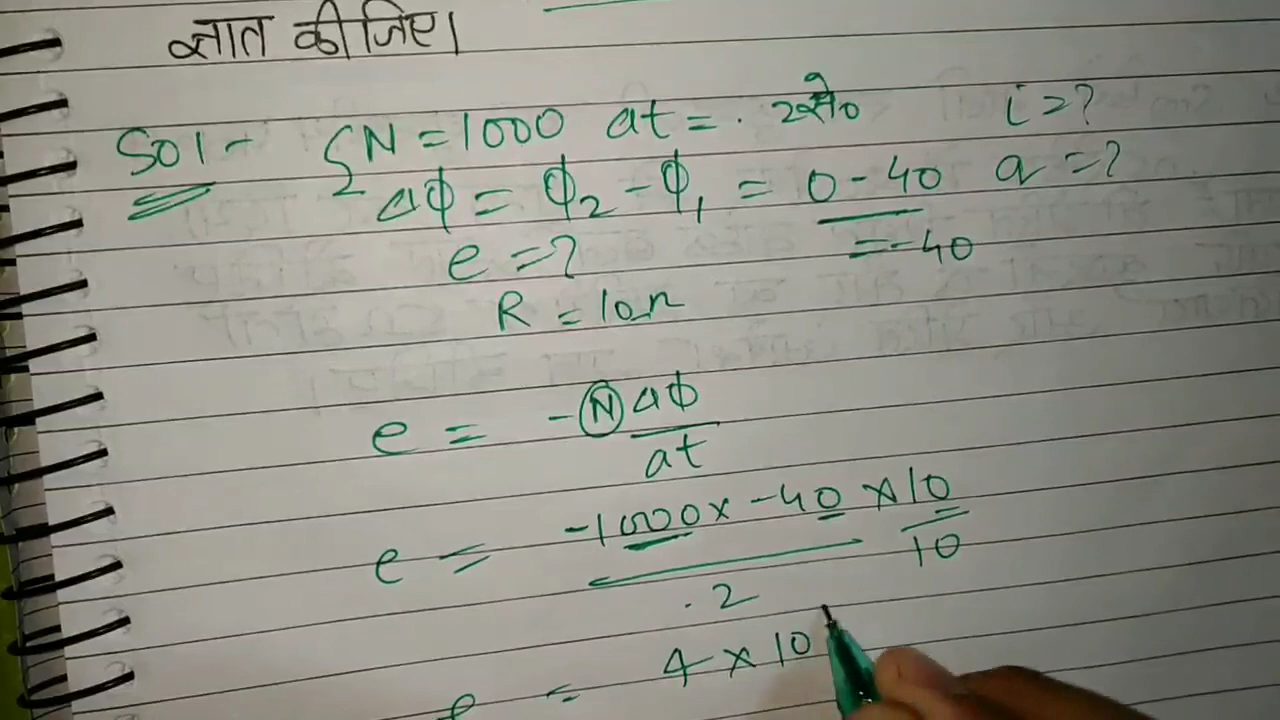 ज्ञात कीजिए।
Sol - { N = 1000 Δt = .2से० i = ?
Δϕ = ϕ₂ - ϕ₁ = 0 - 40 q = ?
e = ? = -40
R = 10Ω
e = -N Δϕ / Δt
e = -1000 x -40 x 10 / .2 10
e = 4 x 10